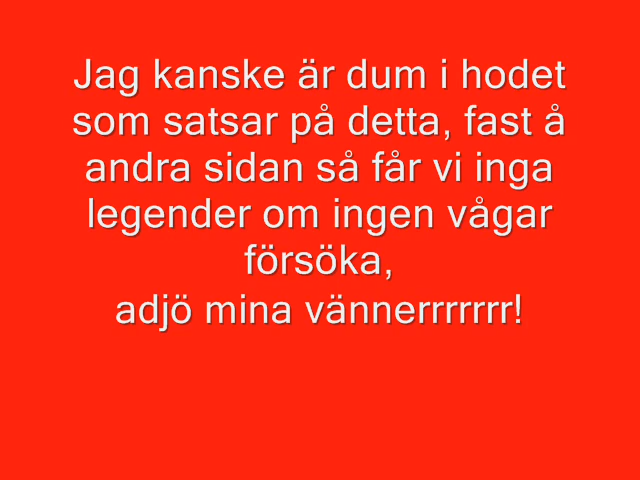 Jag kanske är dum i hodet
som satsar på detta, fast å
andra sidan så får vi inga
legender om ingen vågar
försöka,
adjö mina vännerrrrrrr!